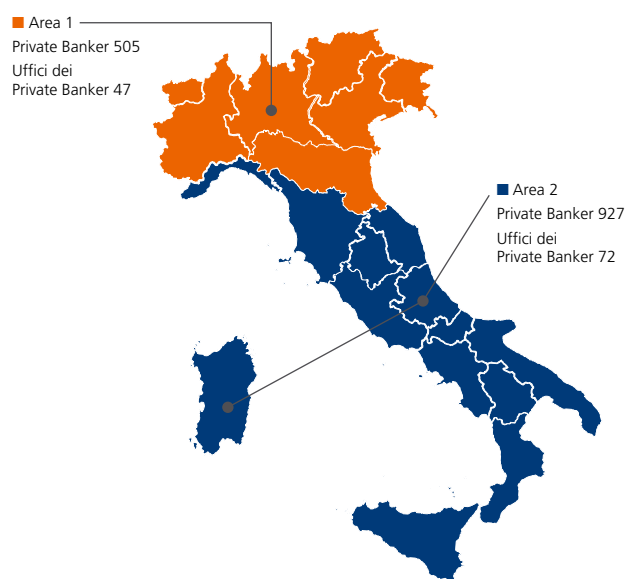 Area 1
Private Banker 505
Uffici dei
Private Banker 47
Area 2
Private Banker 927
Uffici dei
Private Banker 72